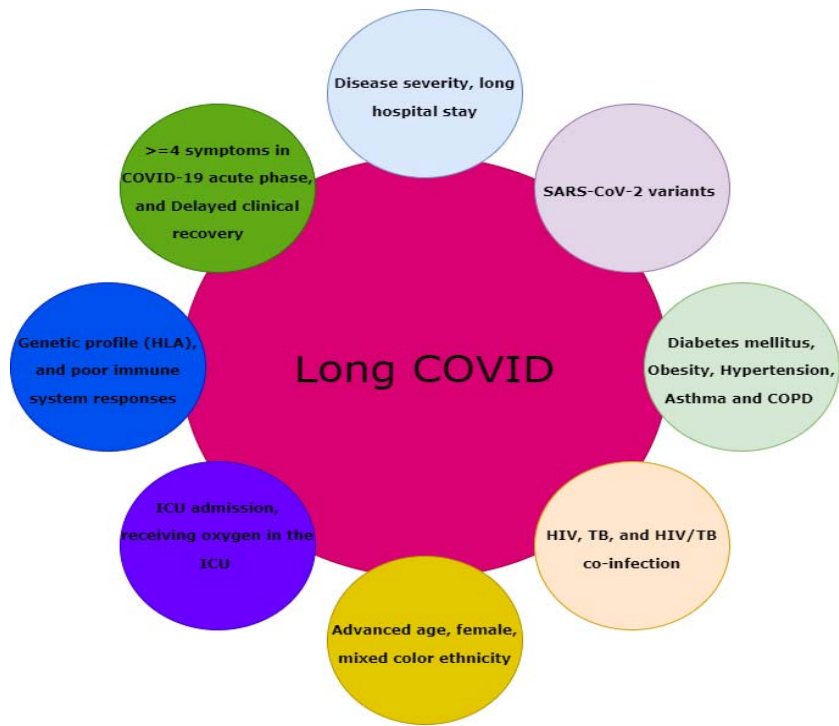 Disease severity, long
hospital stay
>=4 symptoms in
COVID-19 acute phase,
and Delayed clinical
recovery
SARS-CoV-2 variants
Genetic profile (HLA),
and poor immune
system responses
Long COVID
Diabetes mellitus,
Obesity, Hypertension,
Asthma and COPD
ICU admission,
receiving oxygen in the
ICU
HIV, TB, and HIV/TB
co-infection
Advanced age, female,
mixed color ethnicity